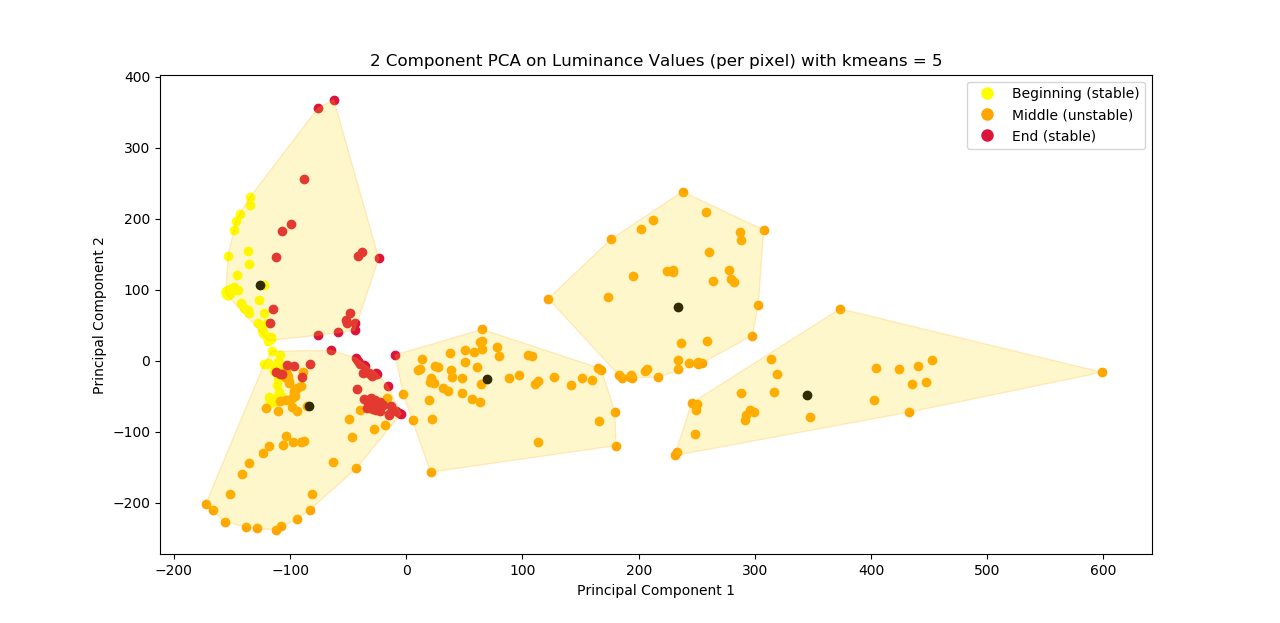 2 Component PCA on Luminance Values (per pixel) with kmeans = 5
Beginning (stable)
Middle (unstable)
End (stable)
Principal Component 2
400
300
200
100
0
−100
−200
−200
−100
0
100
200
300
400
500
600
Principal Component 1